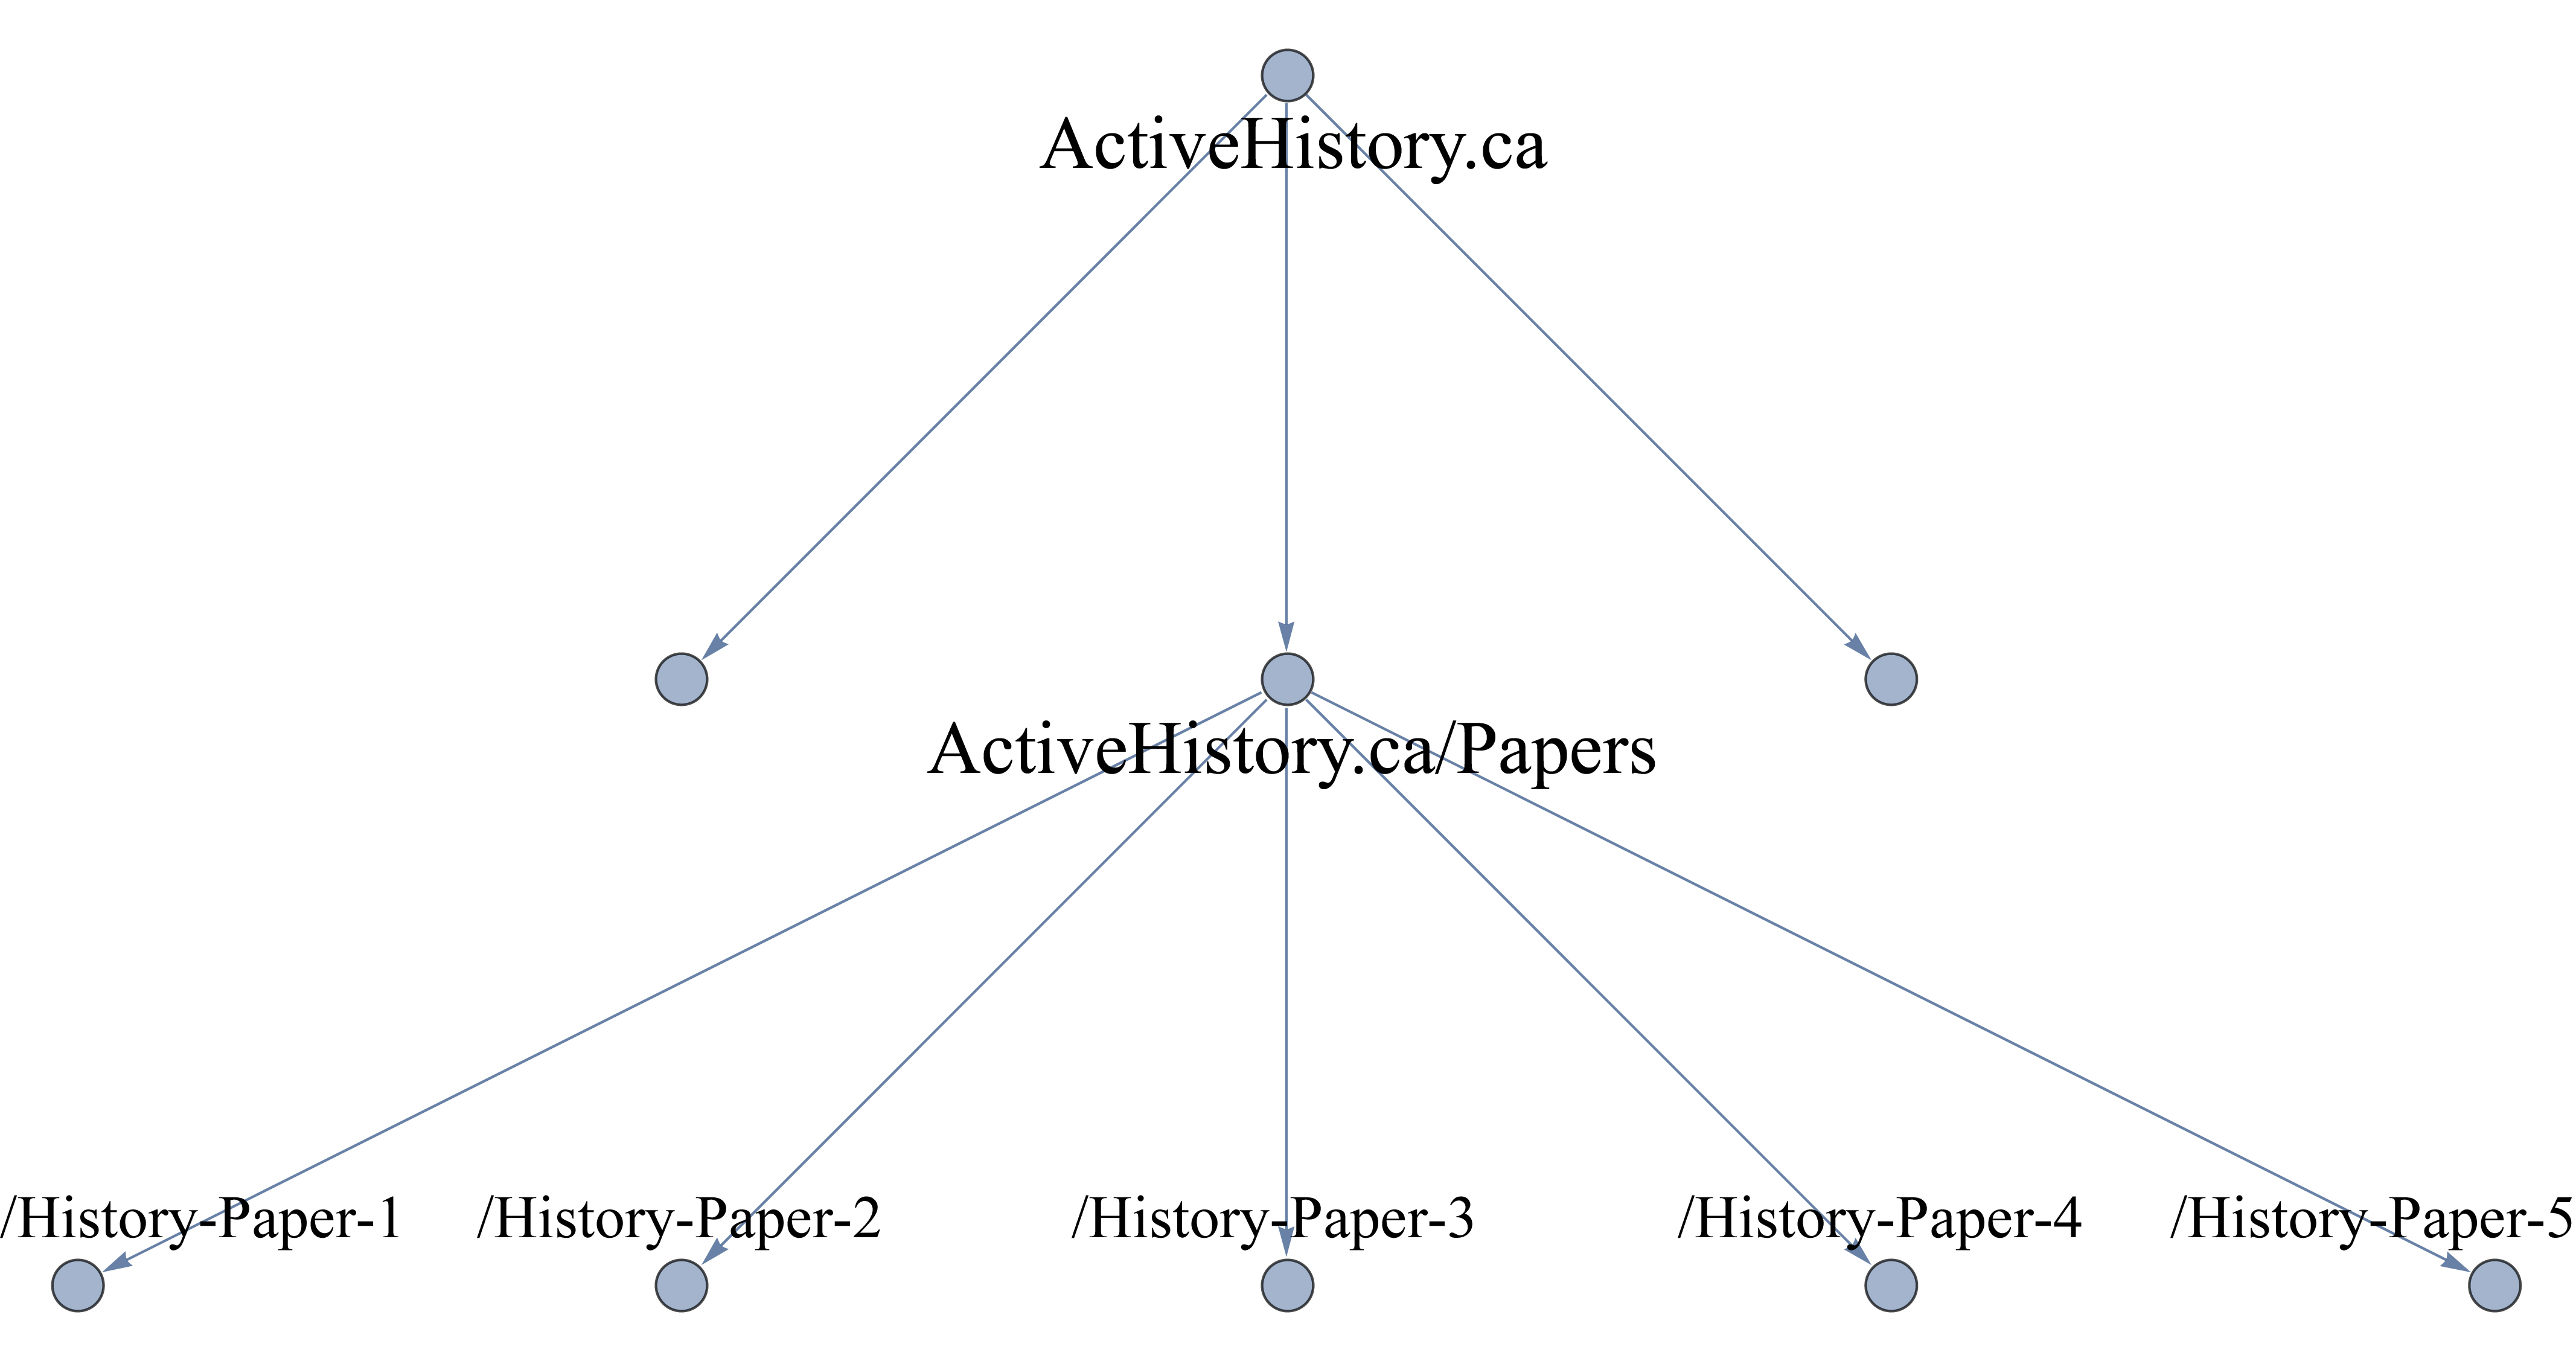 ActiveHistory.ca
ActiveHistory.ca/Papers
/History-Paper-1 /History-Paper-2 /History-Paper-3 /History-Paper-4 /History-Paper-5